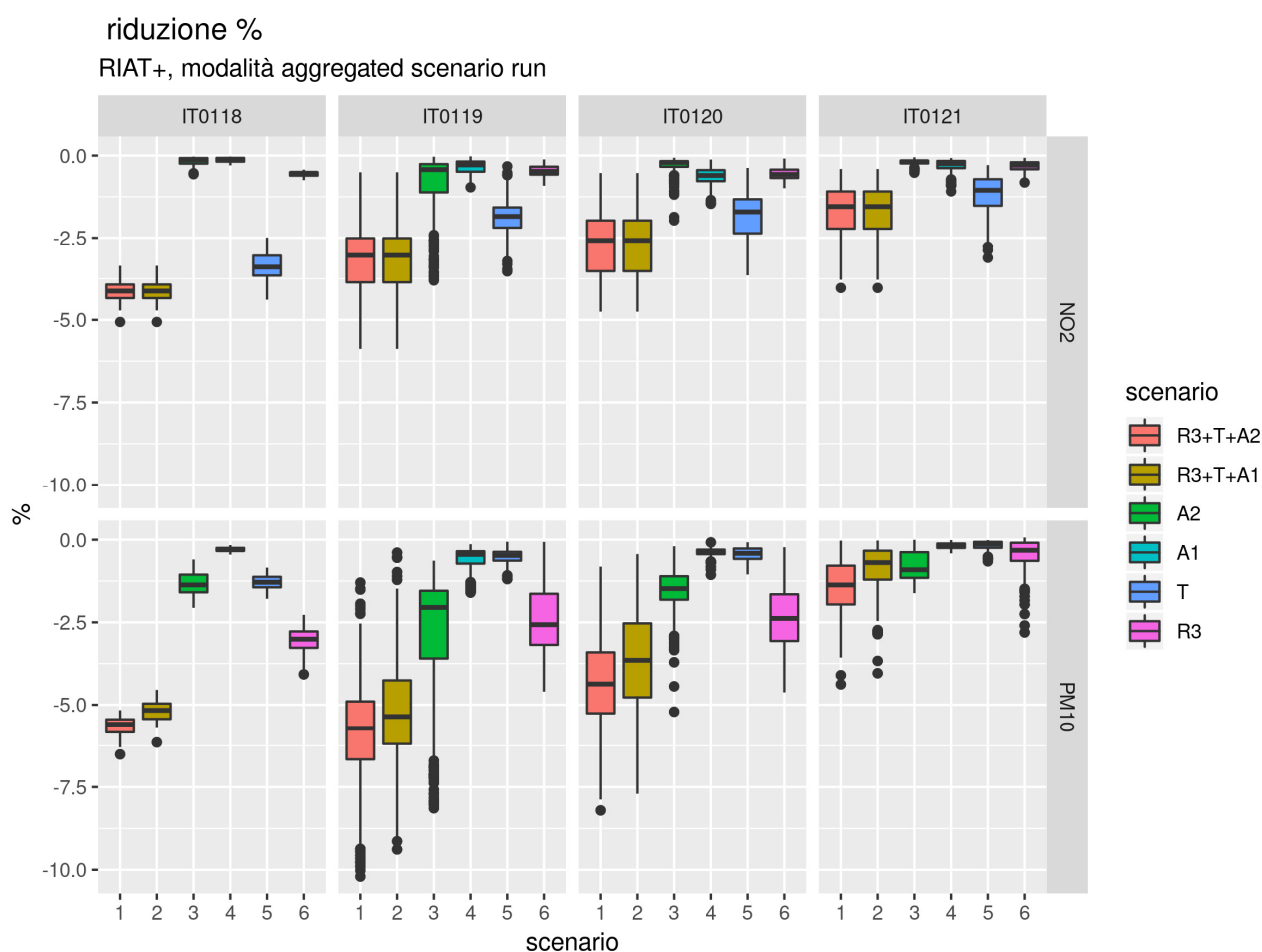 riduzione %
RIAT+, modalità aggregated scenario run
IT0118 IT0119 IT0120 IT0121
0.0
-2.5
-5.0
-7.5
-10.0
NO2
%
0.0
-2.5
-5.0
-7.5
-10.0
PM10
1 2 3 4 5 6 1 2 3 4 5 6 1 2 3 4 5 6 1 2 3 4 5 6
scenario
scenario
R3+T+A2
R3+T+A1
A2
A1
T
R3